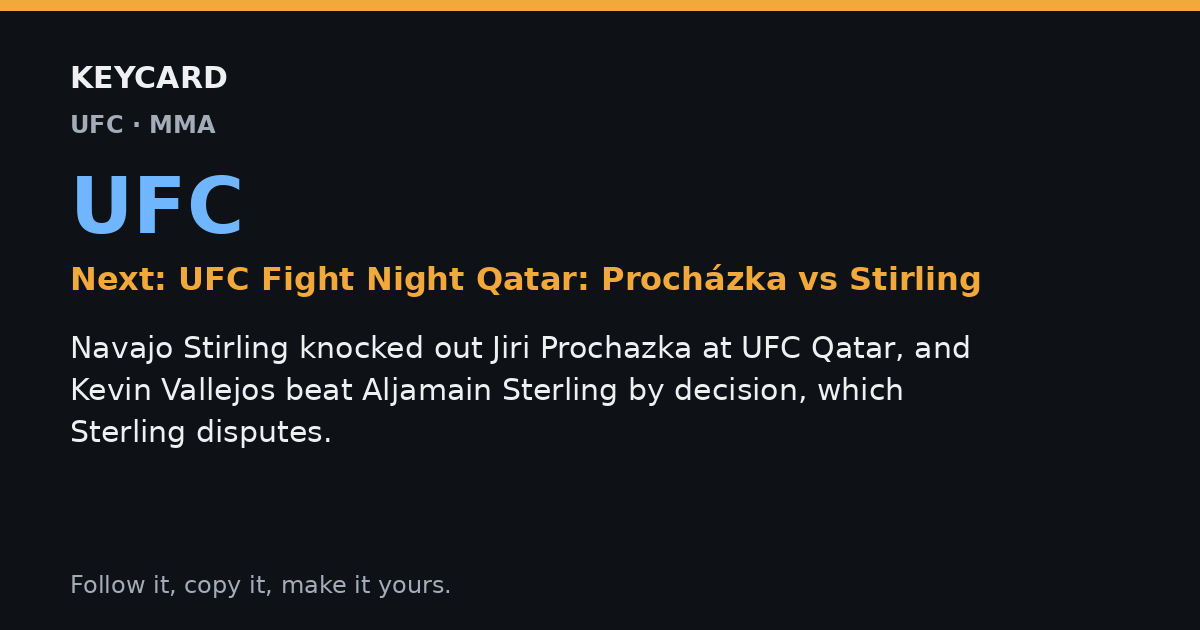 KEYCARD
UFC · MMA
UFC
Next: UFC Fight Night Qatar: Procházka vs Stirling
Navajo Stirling knocked out Jiri Prochazka at UFC Qatar, and
Kevin Vallejos beat Aljamain Sterling by decision, which
Sterling disputes.
Follow it, copy it, make it yours.